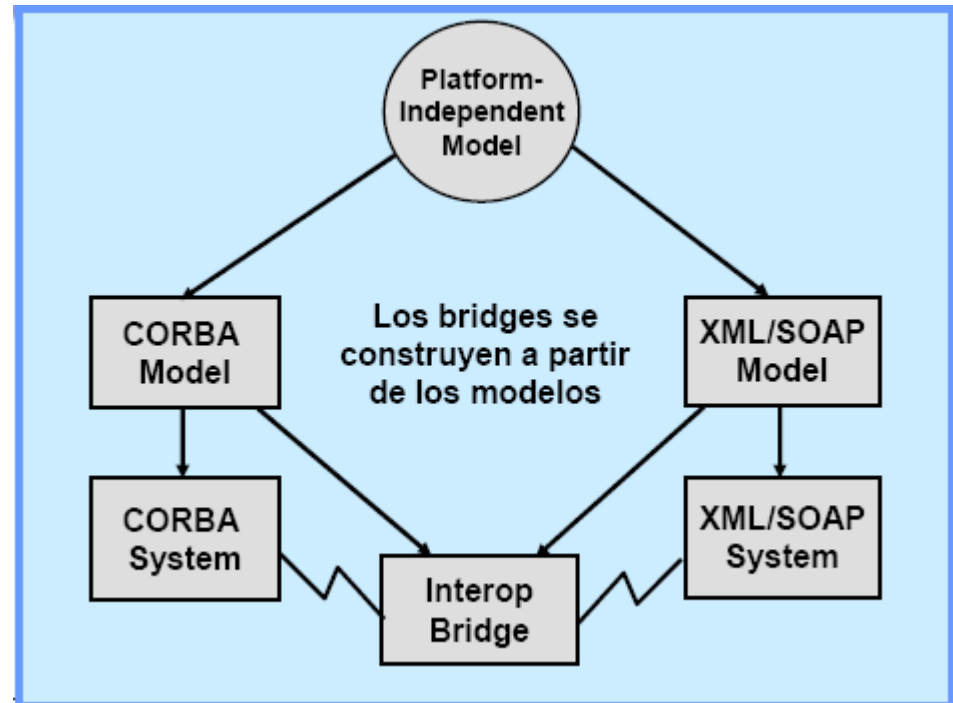 Platform-
Independent
Model
CORBA
Model
Los bridges se
construyen a partir
de los modelos
XML/SOAP
Model
CORBA
System
Interop
Bridge
XML/SOAP
System